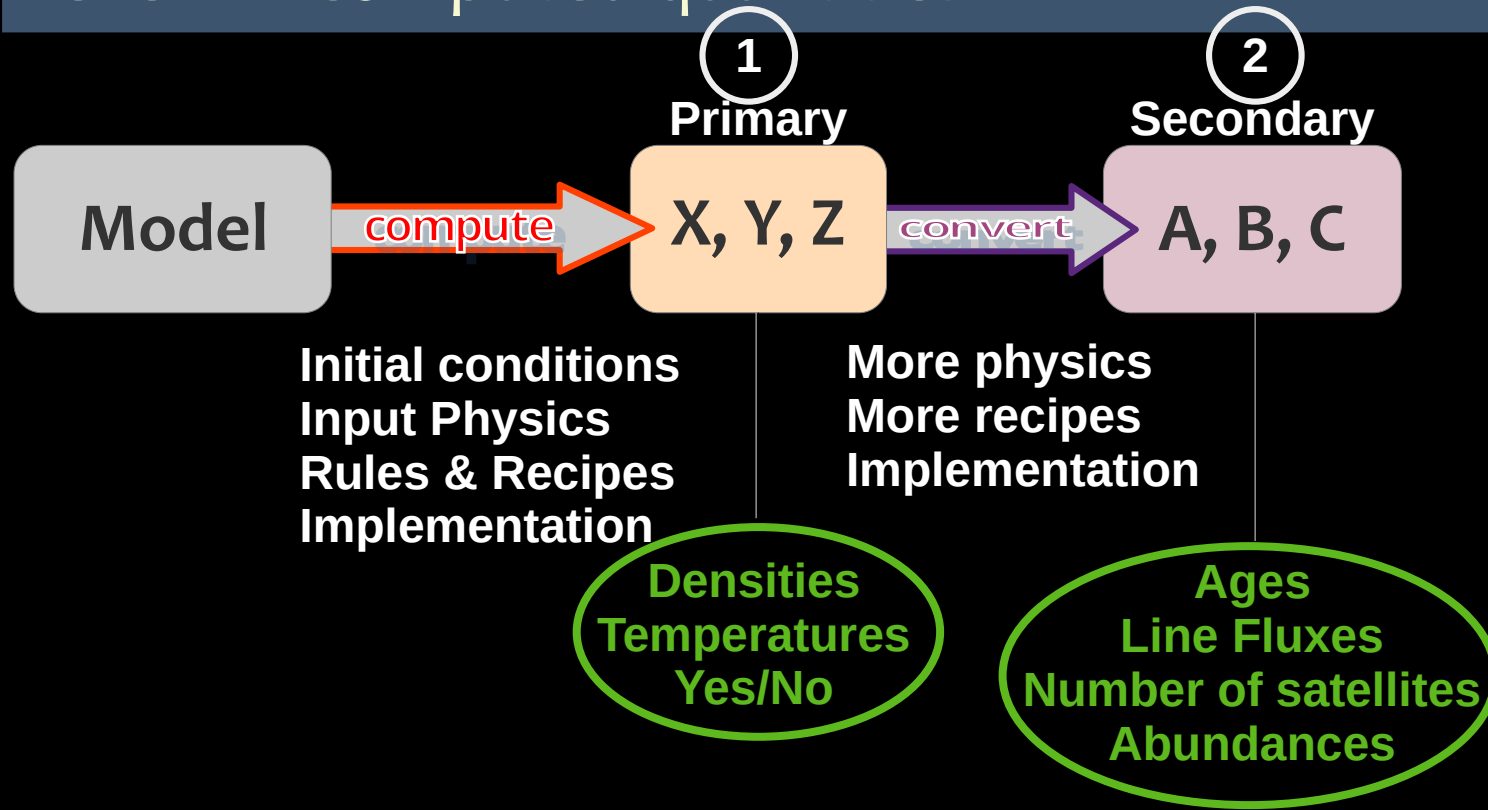 1
2
Primary
Secondary
Model
compute
X, Y, Z
convert
A, B, C
Initial conditions
Input Physics
Rules & Recipes
Implementation
More physics
More recipes
Implementation
Densities
Temperatures
Yes/No
Ages
Line Fluxes
Number of satellites
Abundances